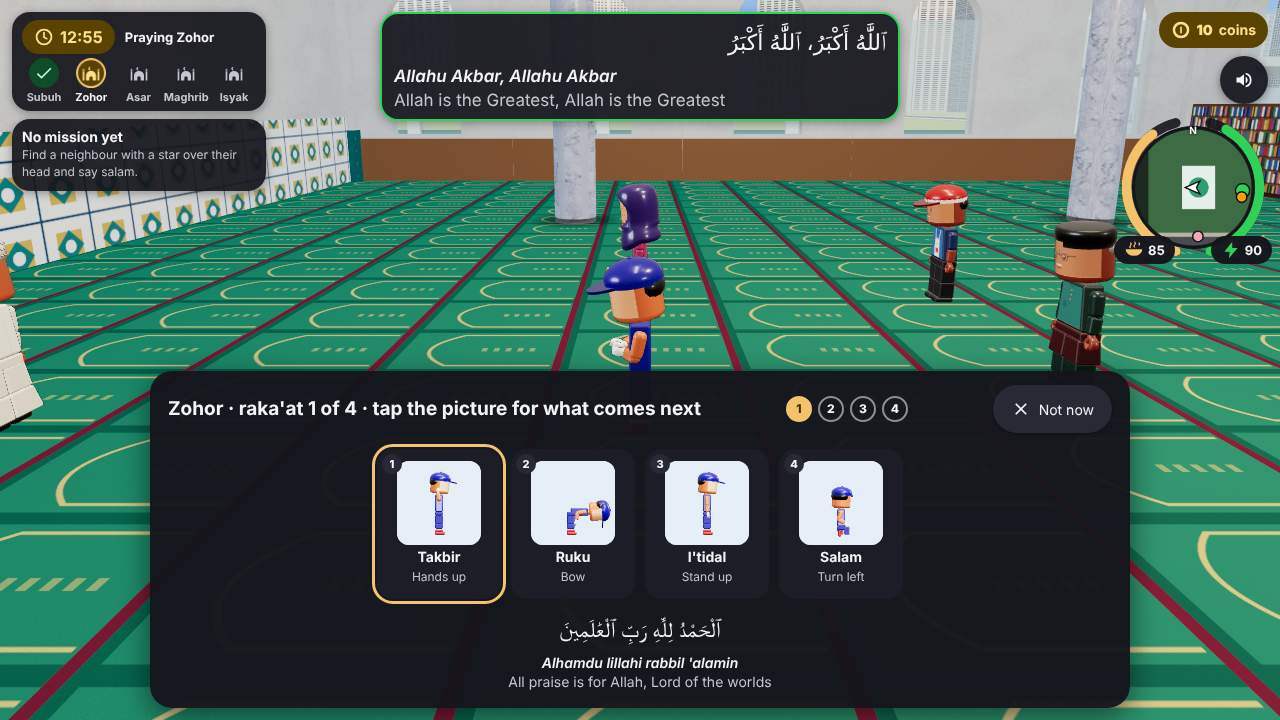 12:55
Praying Zohor
Subuh
Zohor
Asar
Maghrib
Isyak
No mission yet
Find a neighbour with a star over their
head and say salam.
ٱللَّهُ أَكْبَرُ، ٱللَّهُ أَكْبَرُ
Allahu Akbar, Allahu Akbar
Allah is the Greatest, Allah is the Greatest
10 coins
N
85
90
Zohor · raka'at 1 of 4 · tap the picture for what comes next
1
2
3
4
Not now
1
Takbir
Hands up
2
Ruku
Bow
3
I'tidal
Stand up
4
Salam
Turn left
ٱلْحَمْدُ لِلَّهِ رَبِّ ٱلْعَٰلَمِينَ
Alhamdu lillahi rabbil 'alamin
All praise is for Allah, Lord of the worlds